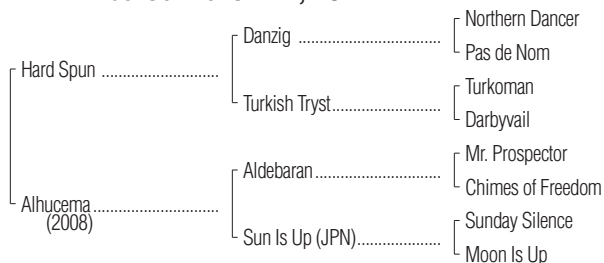 Northern Dancer
Danzig ..............................
Pas de Nom
Hard Spun .........................
Turkoman
Turkish Tryst.......................
Darbyvail
Mr. Prospector
Aldebaran...........................
Chimes of Freedom
Alhucema...........................
(2008)
Sunday Silence
Sun Is Up (JPN)..................
Moon Is Up